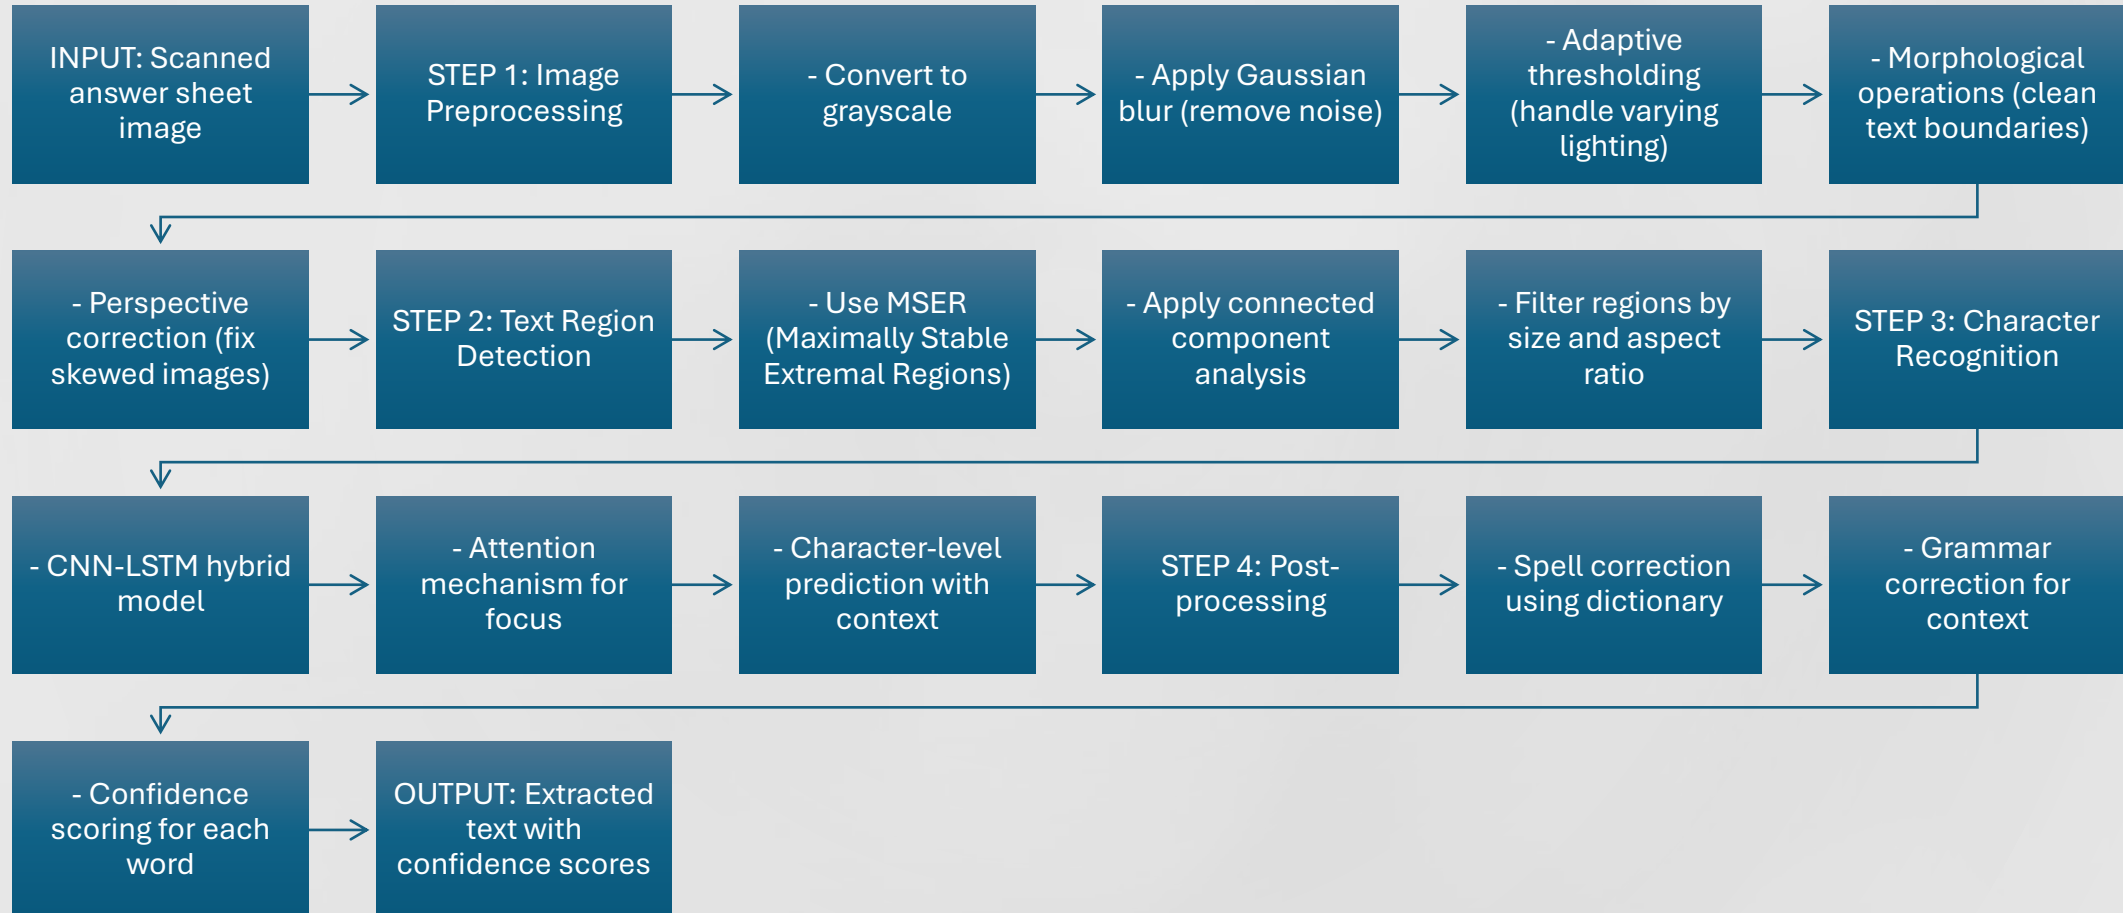 INPUT: Scanned
answer sheet
image
STEP 1: Image
Preprocessing
- Convert to
grayscale
- Apply Gaussian
blur (remove noise)
- Adaptive
thresholding
(handle varying
lighting)
- Morphological
operations (clean
text boundaries)
- Perspective
correction (fix
skewed images)
STEP 2: Text Region
Detection
- Use MSER
(Maximally Stable
Extremal Regions)
- Apply connected
component
analysis
- Filter regions by
size and aspect
ratio
STEP 3: Character
Recognition
- CNN-LSTM hybrid
model
- Attention
mechanism for
focus
- Character-level
prediction with
context
STEP 4: Post-
processing
- Spell correction
using dictionary
- Grammar
correction for
context
- Confidence
scoring for each
word
OUTPUT: Extracted
text with
confidence scores